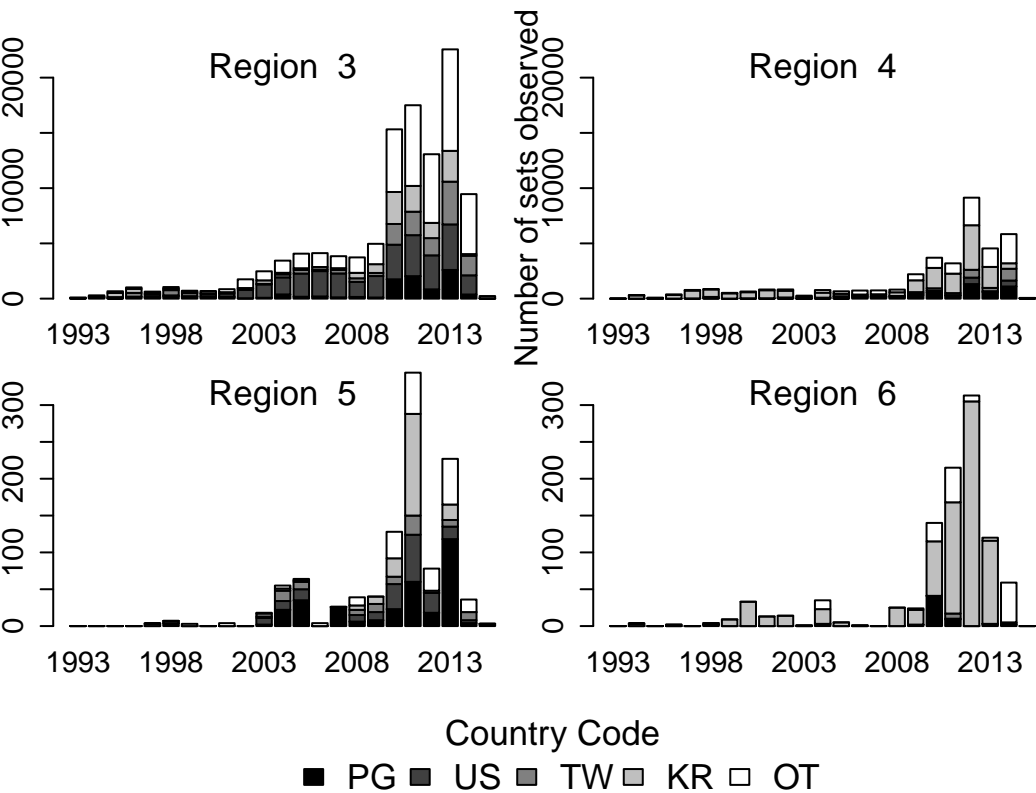 Region 3
Region 4
Number of sets observed
0
10000
20000
0
10000
20000
1993 1998 2003 2008 2013
1993 1998 2003 2008 2013
Region 5
Region 6
0
100
200
300
0
100
200
300
1993 1998 2003 2008 2013
1993 1998 2003 2008 2013
Country Code
PG US TW KR OT